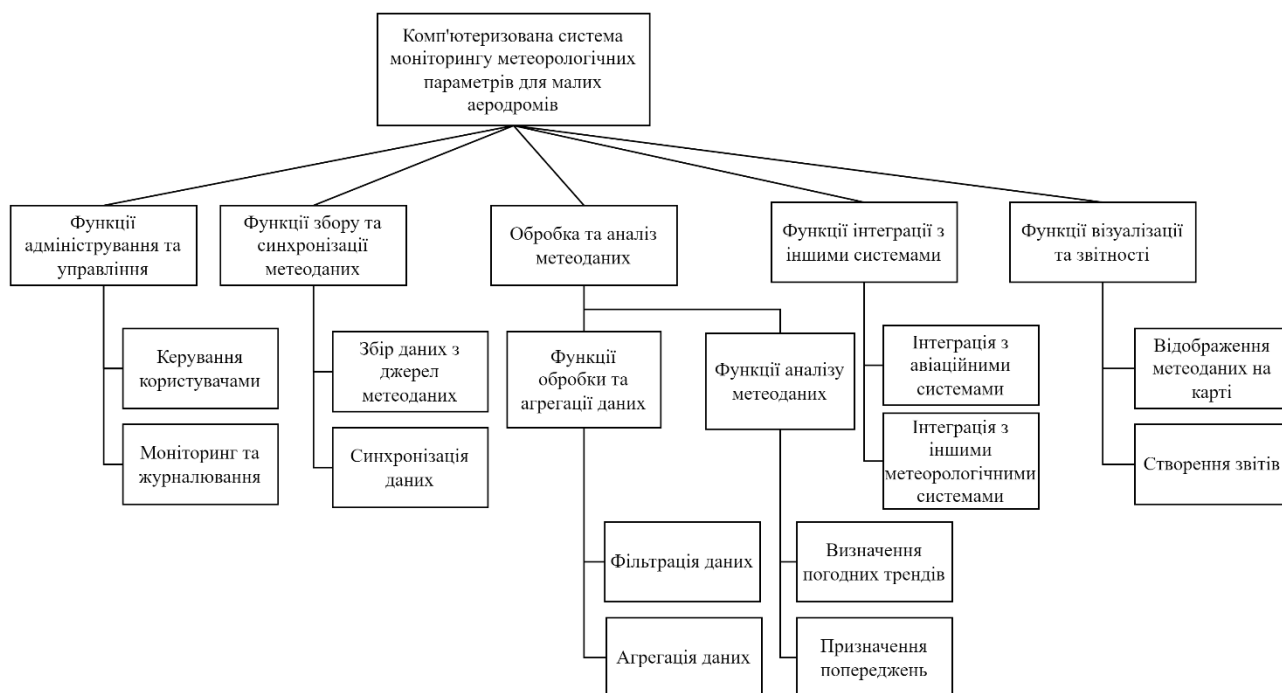 Комп'ютеризована система
моніторингу метеорологічних
параметрів для малих
аеродромів
Функції
адміністрування та
управління
Функції збору та
синхронізації
метеоданих
Обробка та аналіз
метеоданих
Функції інтеграції з
іншими системами
Функції візуалізації
та звітності
Керування
користувачами
Збір даних з
джерел
метеоданих
Функції
обробки та
агрегації даних
Функції аналізу
метеоданих
Інтеграція з
авіаційними
системами
Відображення
метеоданих на
карті
Моніторинг та
журналювання
Синхронізація
даних
Інтеграція з
іншими
метеорологічними
системами
Створення звітів
Фільтрація даних
Визначення
погодних трендів
Агрегація даних
Призначення
попереджень